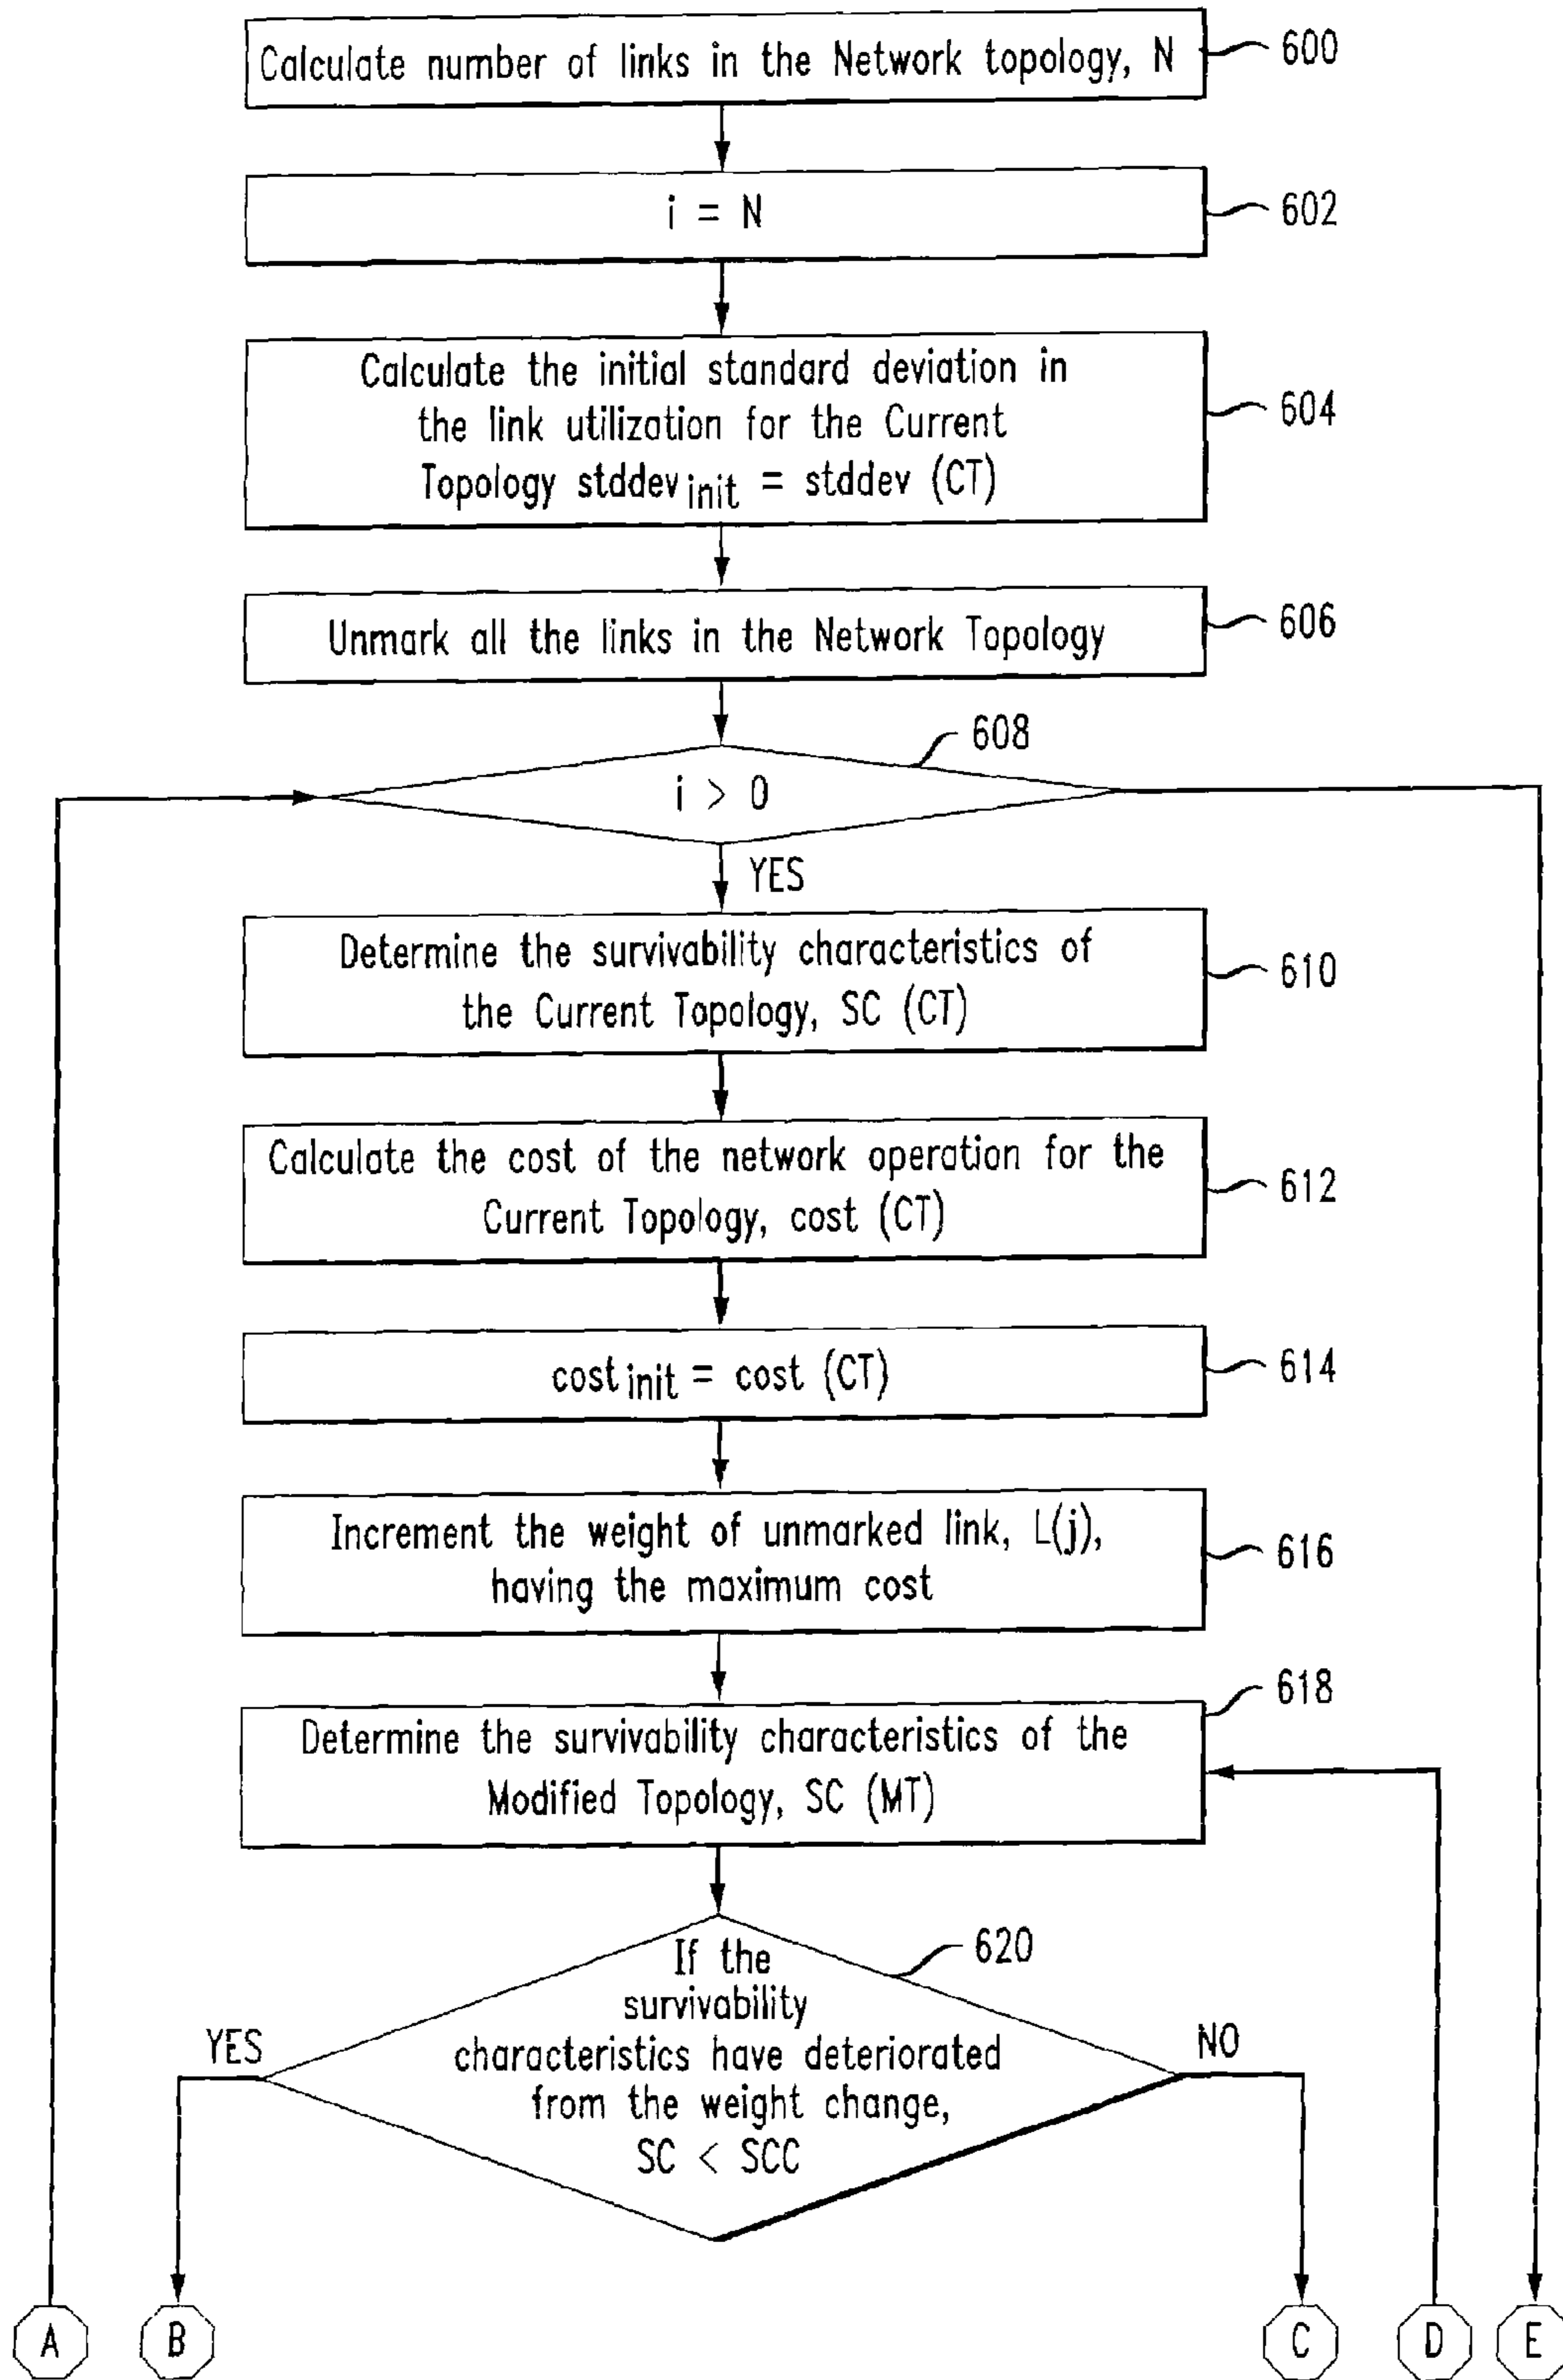 Calculate number of links in the Network topology, N
600
i = N
602
Calculate the initial standard deviation in
the link utilization for the Current
Topology stddev init = stddev (CT)
604
Unmark all the links in the Network Topology
606
608
i > 0
YES
Determine the survivability characteristics of
the Current Topology, SC (CT)
610
Calculate the cost of the network operation for the
Current Topology, cost (CT)
612
cost init = cost (CT)
614
Increment the weight of unmarked link, L(j),
having the maximum cost
616
618
Determine the survivability characteristics of the
Modified Topology, SC (MT)
620
If the
survivability
characteristics have deteriorated
from the weight change,
SC < SCC
YES
NO
A
B
C
D
E